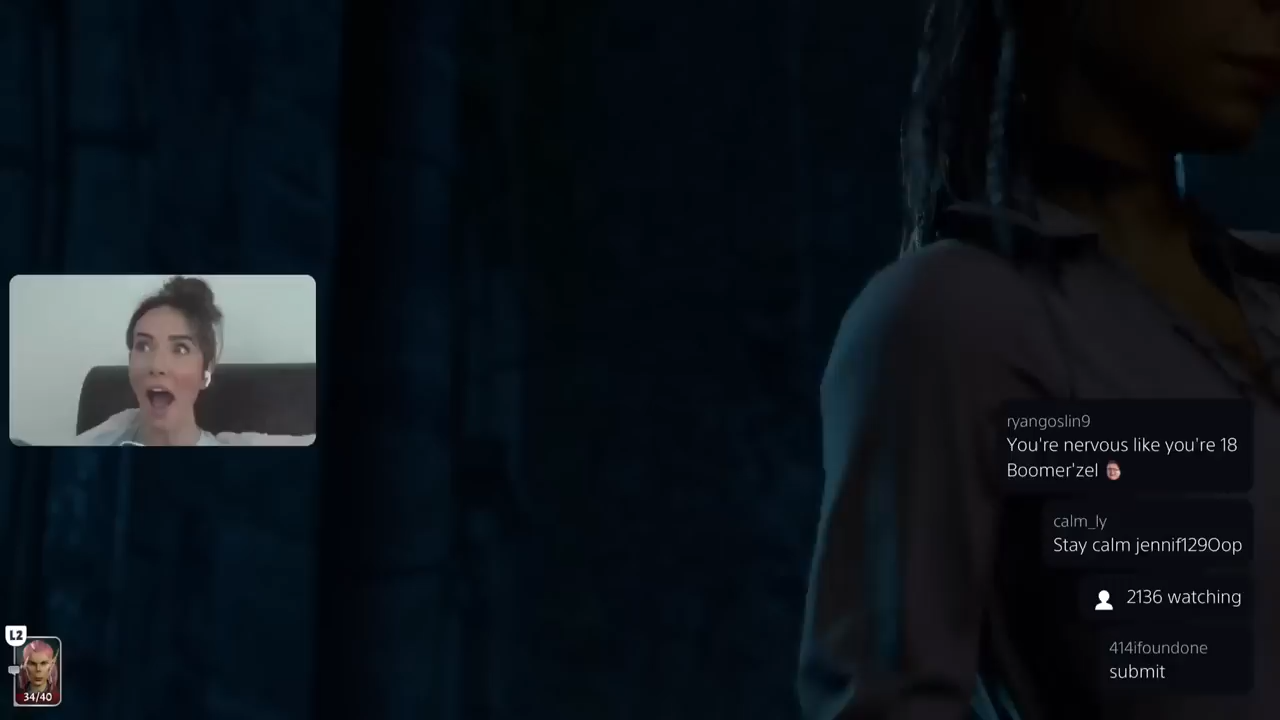 ryangoslin9
You're nervous like you're 18
Boomer'zel
calm_ly
Stay calm jennif129Oop
2136 watching
414ifoundone
submit
L2
34/40